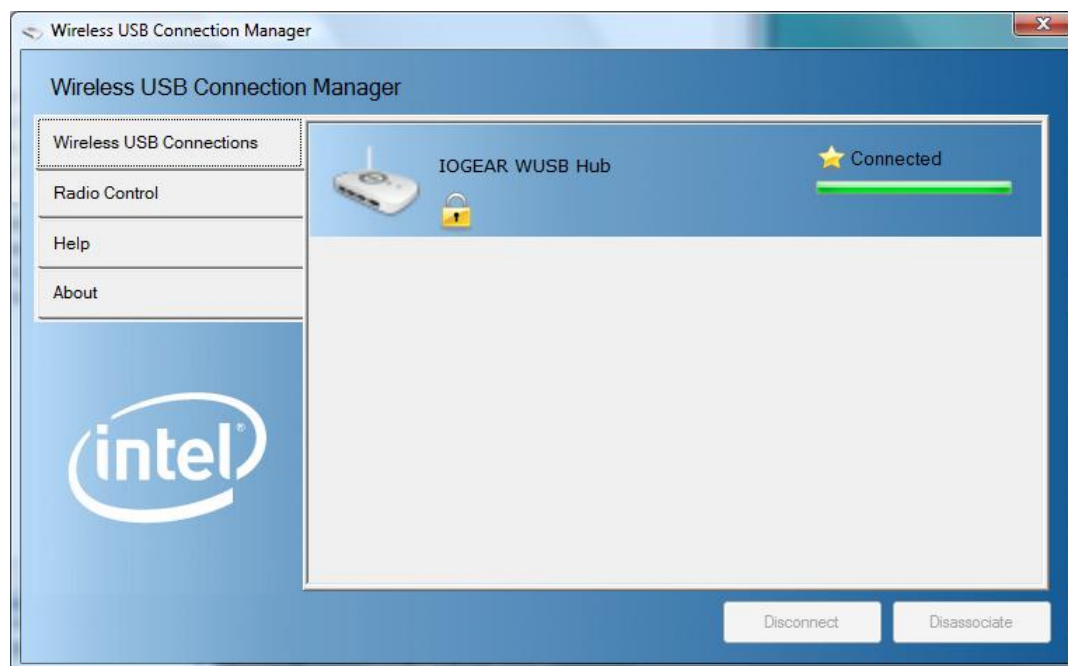 Wireless USB Connection Manager
Wireless USB Connection Manager
Wireless USB Connections
Radio Control
Help
About
IOGEAR WUSB Hub
Connected
intel®
Disconnect
Disassociate